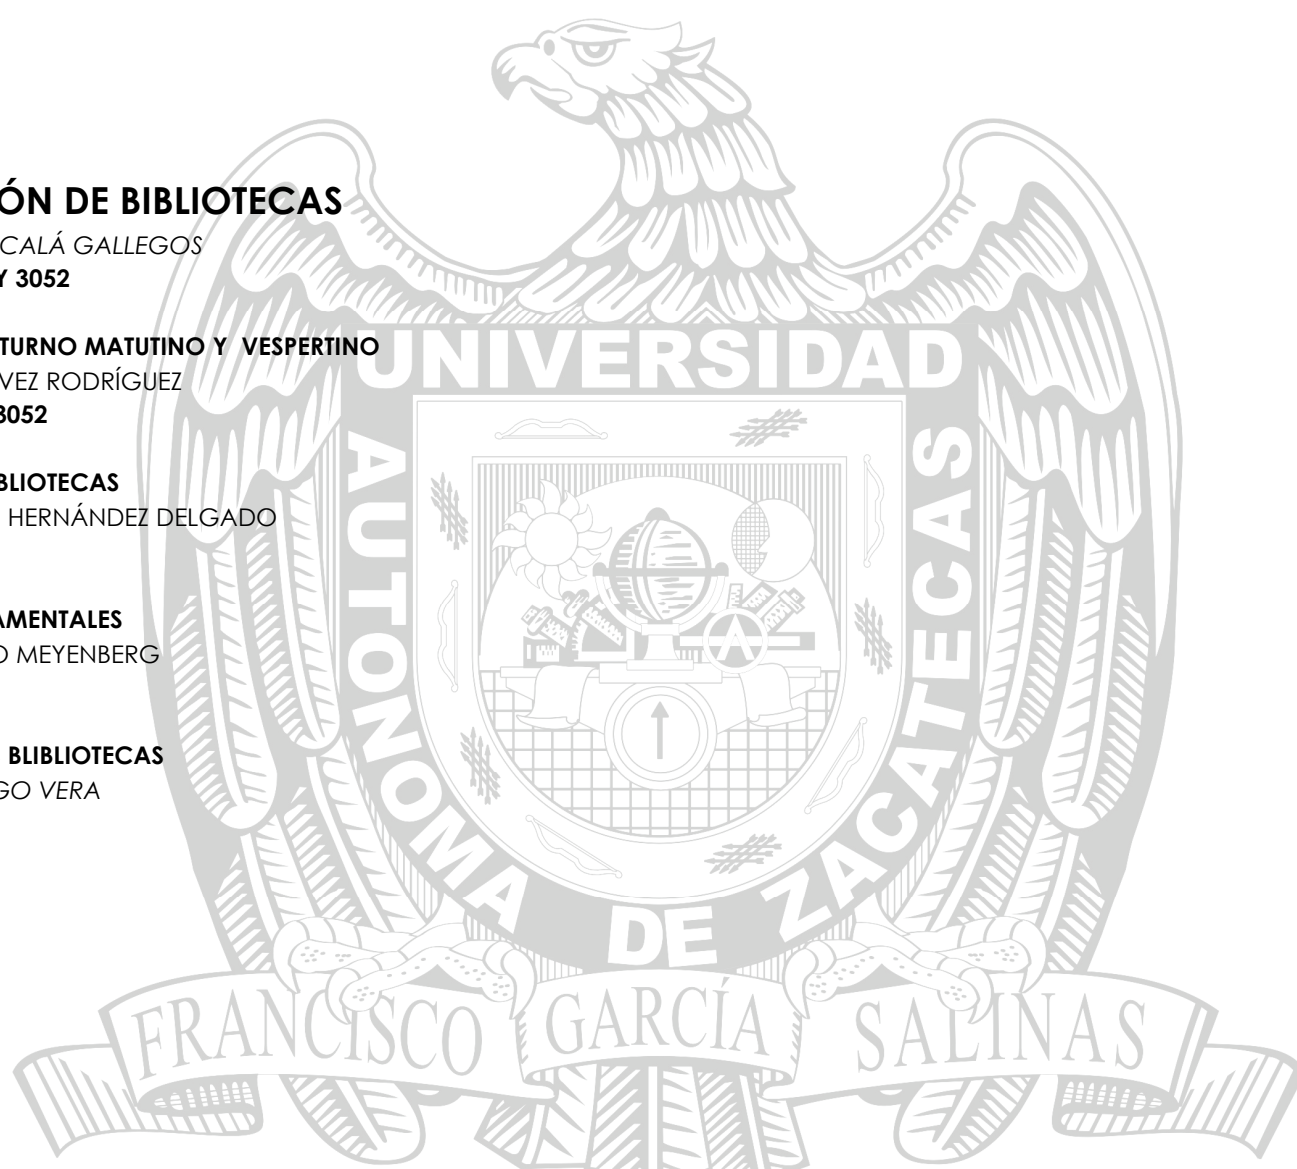 ÓN DE BIBLIOTECAS
CALÁ GALLEGOS
Y 3052
TURNO MATUTINO Y VESPERTINO
VEZ RODRÍGUEZ
3052
BLIOTECAS
HERNÁNDEZ DELGADO
AMENTALES
O MEYENBERG
BLIBLIOTECAS
GO VERA
UNIVERSIDAD
AUTONOMA DE ZACATECAS
FRANCISCO GARCÍA SALINAS